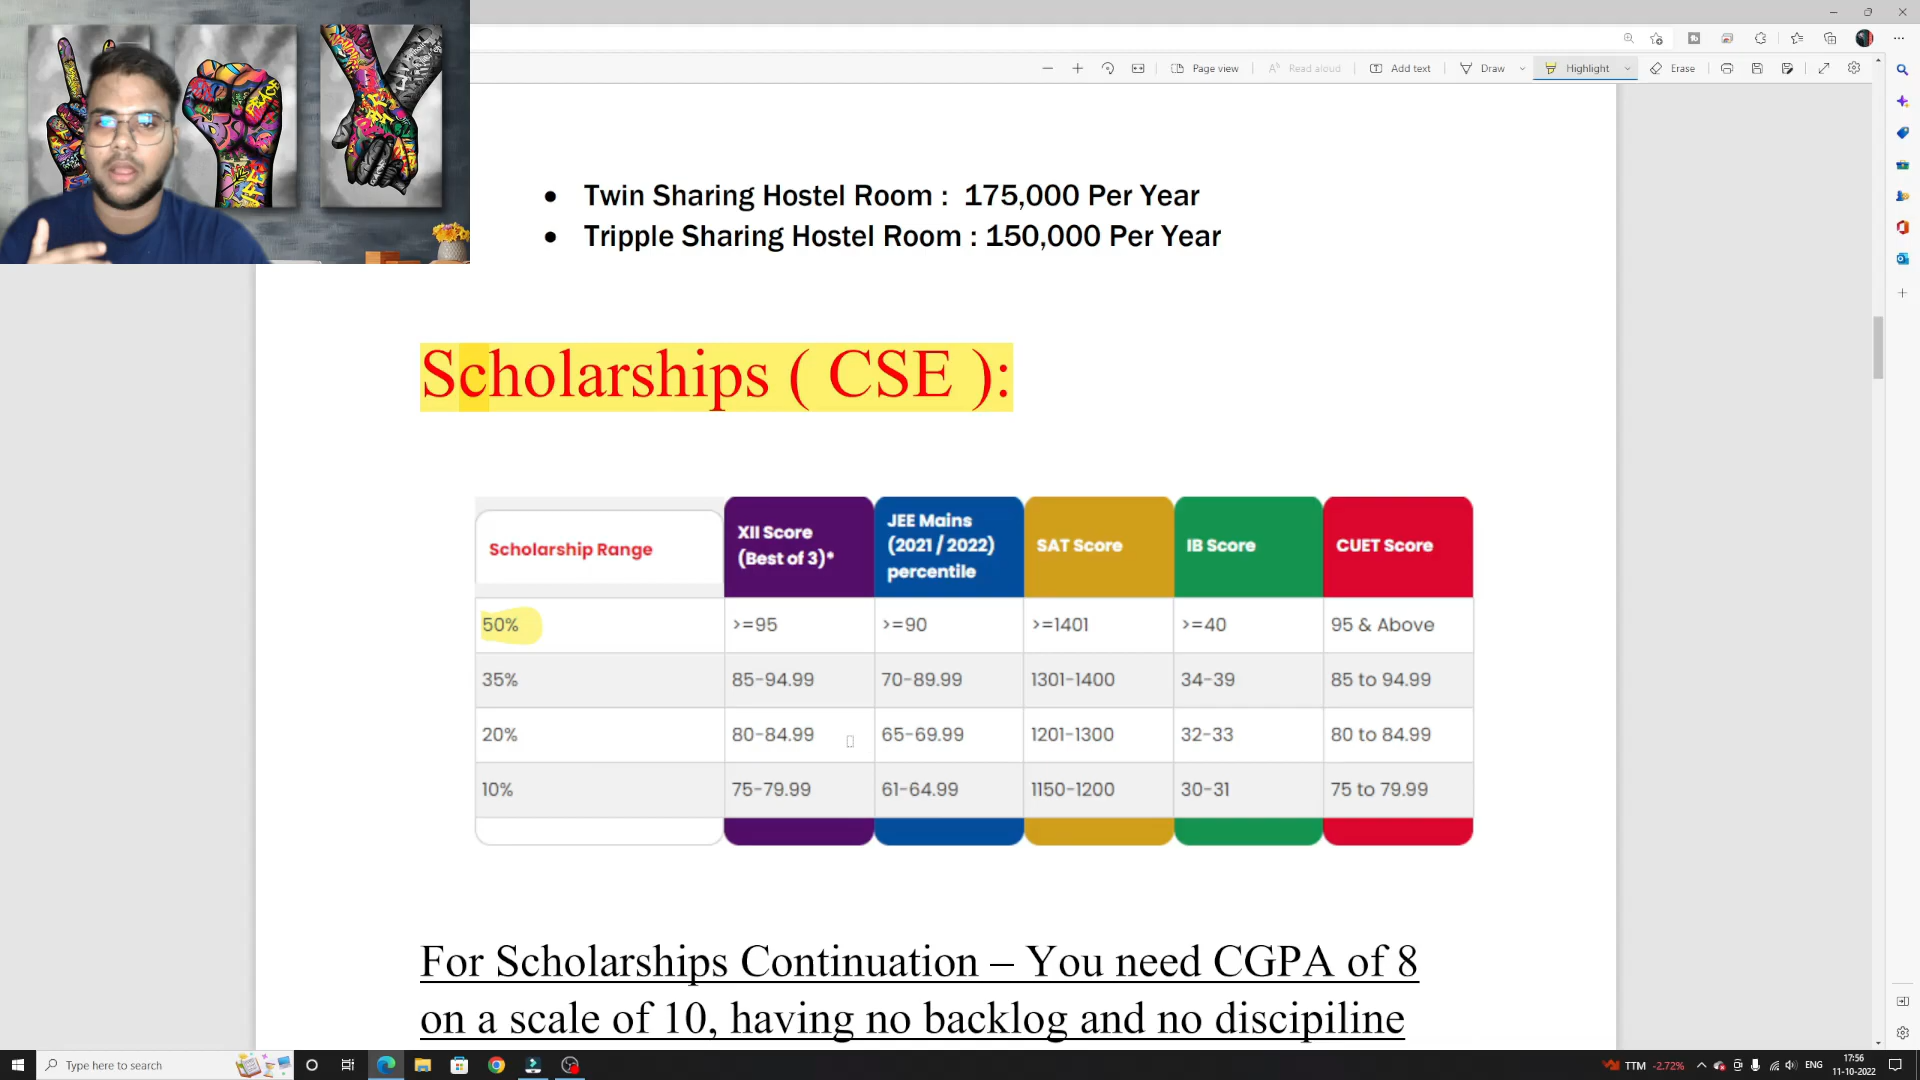 Page view
Read aloud
Add text
Draw
Highlight
Erase
• Twin Sharing Hostel Room : 175,000 Per Year
• Tripple Sharing Hostel Room : 150,000 Per Year
Scholarships ( CSE ):
Scholarship Range
XII Score
(Best of 3)*
JEE Mains
(2021 / 2022)
percentile
SAT Score
IB Score
CUET Score
50% >=95 >=90 >=1401 >=40 95 & Above
35% 85-94.99 70-89.99 1301-1400 34-39 85 to 94.99
20% 80-84.99 65-69.99 1201-1300 32-33 80 to 84.99
10% 75-79.99 61-64.99 1150-1200 30-31 75 to 79.99
For Scholarships Continuation – You need CGPA of 8
on a scale of 10, having no backlog and no discipiline
Type here to search
TTM -2.72%
ENG
17:56
11-10-2022